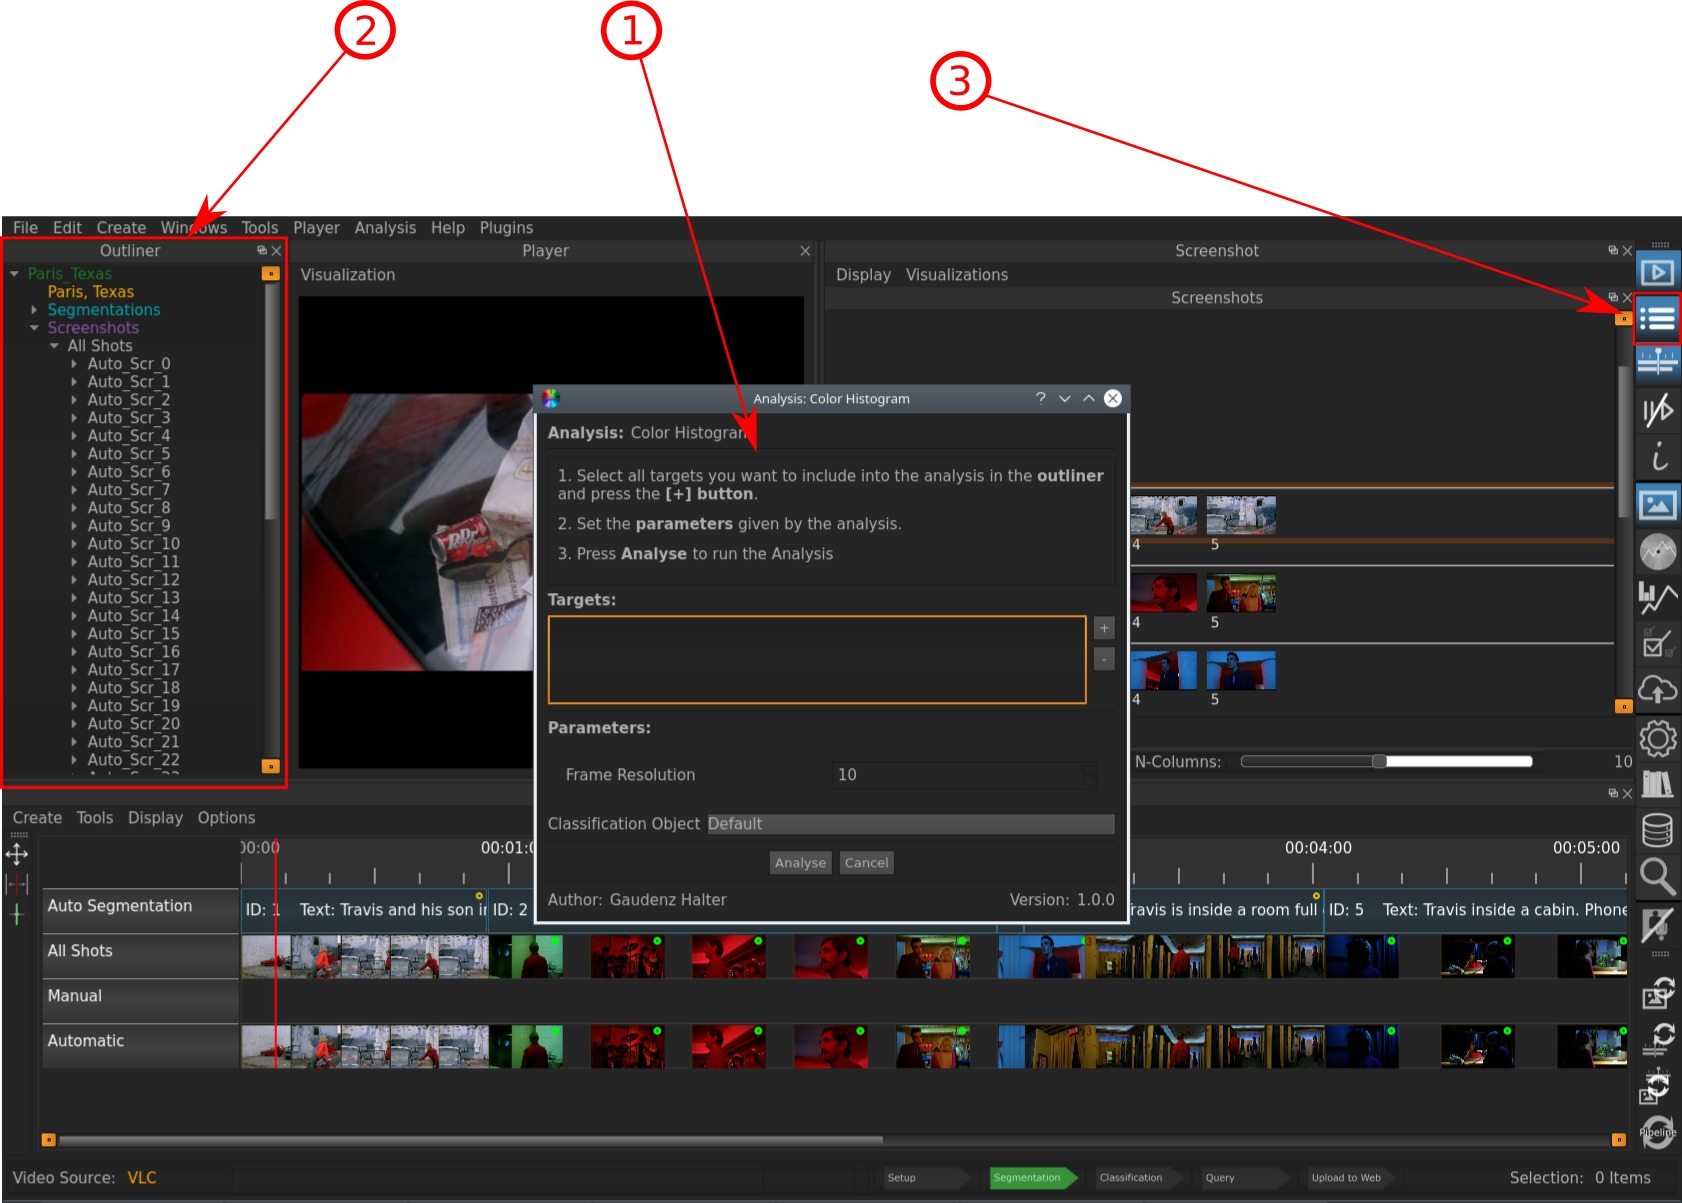 2
1
3
File Edit Create Windows Tools Player Analysis Help Plugins
Outliner
Paris_Texas
Paris, Texas
Segmentations
Screenshots
All Shots
Auto_Scr_0
Auto_Scr_1
Auto_Scr_2
Auto_Scr_3
Auto_Scr_4
Auto_Scr_5
Auto_Scr_6
Auto_Scr_7
Auto_Scr_8
Auto_Scr_9
Auto_Scr_10
Auto_Scr_11
Auto_Scr_12
Auto_Scr_13
Auto_Scr_14
Auto_Scr_15
Auto_Scr_16
Auto_Scr_17
Auto_Scr_18
Auto_Scr_19
Auto_Scr_20
Auto_Scr_21
Auto_Scr_22
Player
Visualization
Screenshot
Display Visualizations
Screenshots
4 5
4 5
4 5
N-Columns: 10
Analysis: Color Histogram
Analysis: Color Histogram
1. Select all targets you want to include into the analysis in the outliner
and press the [+] button.
2. Set the parameters given by the analysis.
3. Press Analyse to run the Analysis
Targets:
+
-
Parameters:
Frame Resolution 10
Classification Object Default
Analyse Cancel
Author: Gaudenz Halter Version: 1.0.0
Create Tools Display Options
00:00 00:01:0 00:04:00 00:05:00
Auto Segmentation ID: 1 Text: Travis and his son in ID: 2 ravis is inside a room full ID: 5 Text: Travis inside a cabin. Phone
All Shots
Manual
Automatic
Pipeline
Video Source: VLC Setup Segmentation Classification Query Upload to Web Selection: 0 Items